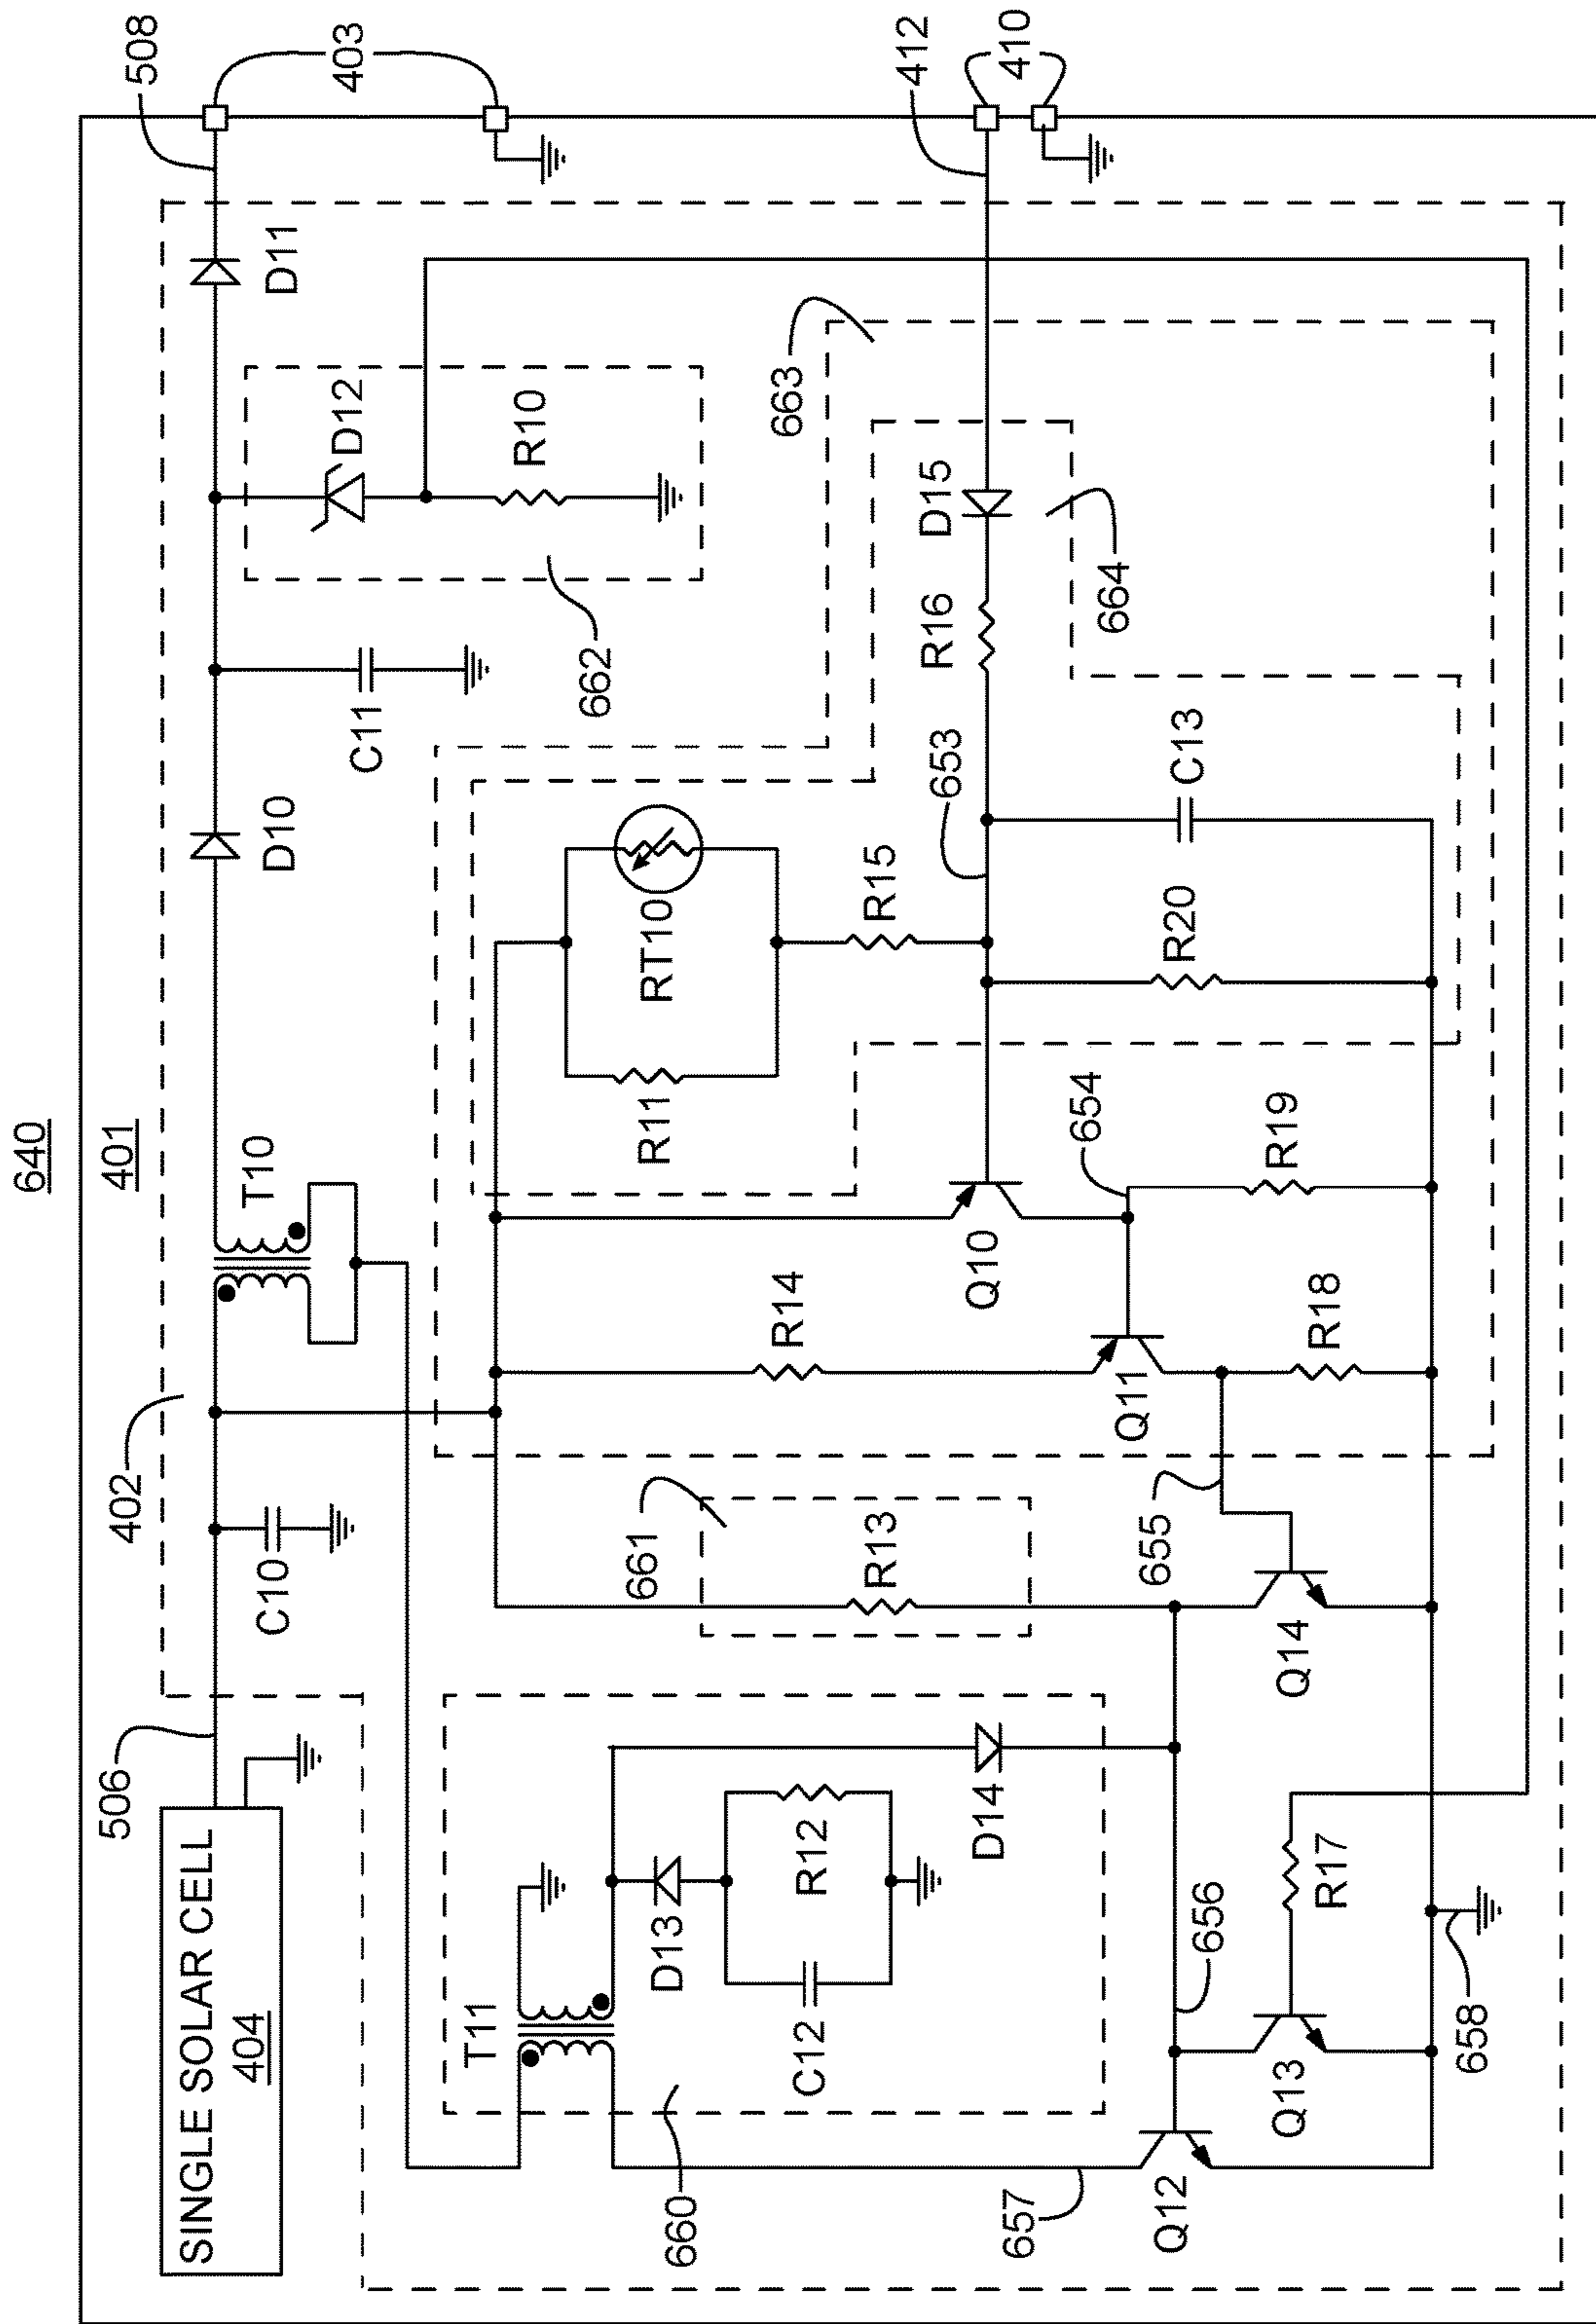 640
401
SINGLE SOLAR CELL
404
506
C10
402
T10
D10
C11
D12
R10
662
D11
508
403
T11
D13
C12
R12
D14
660
661
R13
R14
R11
RT10
R15
653
R16
D15
663
664
412
410
657
Q12
656
Q13
R17
658
Q14
655
Q11
R18
Q10
654
R19
R20
C13